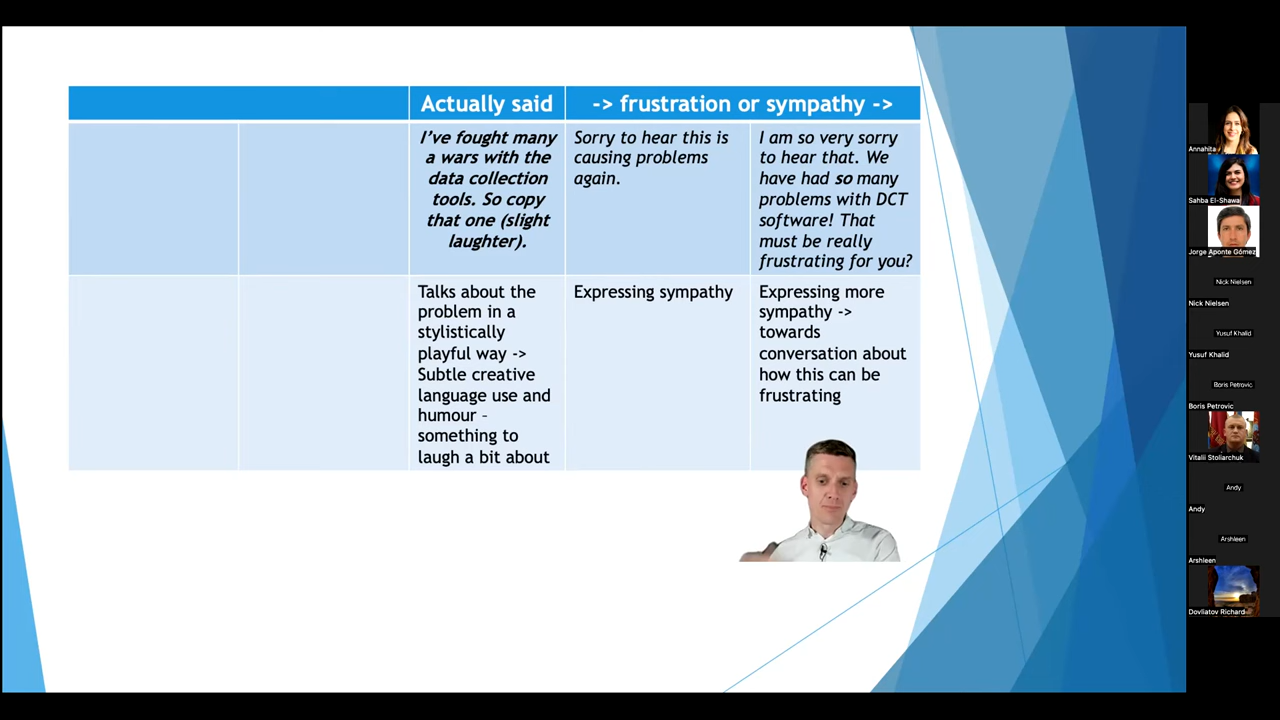 Actually said
-> frustration or sympathy ->
I've fought many
a wars with the
data collection
tools. So copy
that one (slight
laughter).
Sorry to hear this is
causing problems
again.
I am so very sorry
to hear that. We
have had so many
problems with DCT
software! That
must be really
frustrating for you?
Talks about the
problem in a
stylistically
playful way ->
Subtle creative
language use and
humour –
something to
laugh a bit about
Expressing sympathy
Expressing more
sympathy ->
towards
conversation about
how this can be
frustrating
Annahita
Sahba El-Shawa
Jorge Aponte Gómez
Nick Nielsen
Nick Nielsen
Yusuf Khalid
Yusuf Khalid
Boris Petrovic
Boris Petrovic
Vitalii Stoliarchuk
Andy
Andy
Arshleen
Arshleen
Dovliatov Richard